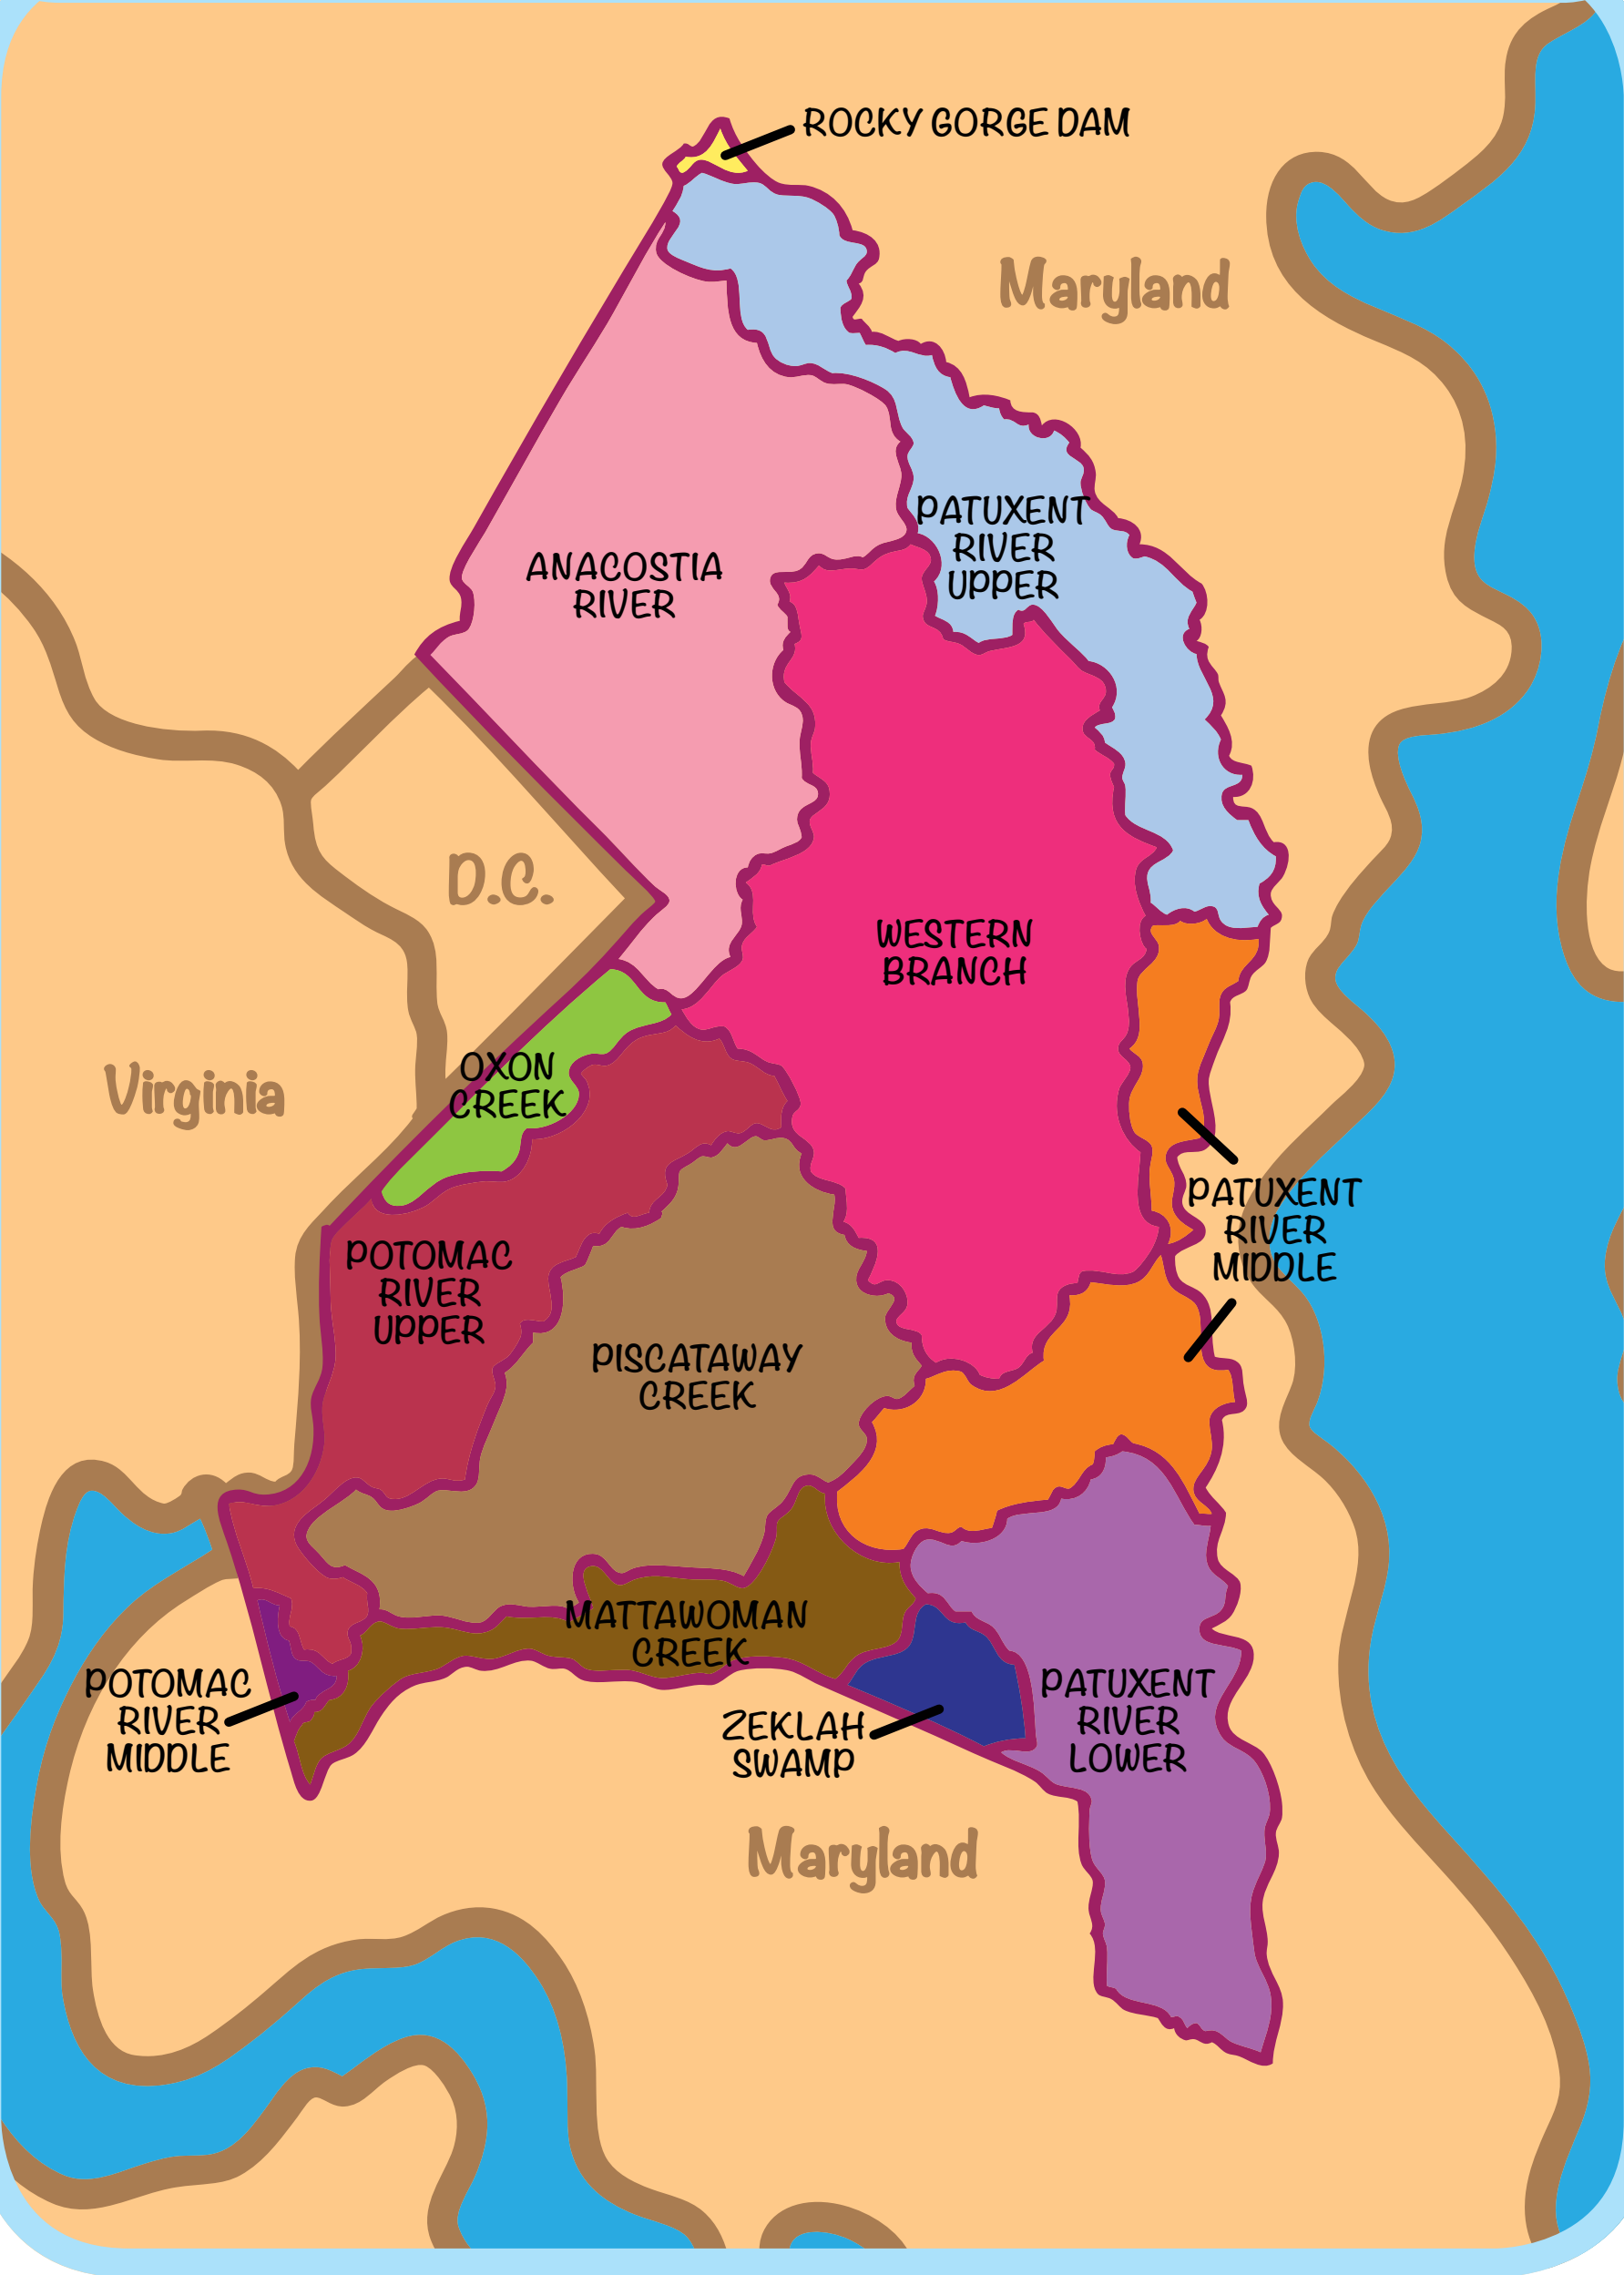 ROCKY GORGE DAM
Maryland
PATUXENT
RIVER
UPPER
ANACOSTIA
RIVER
D.C.
WESTERN
BRANCH
Virginia
OXON
CREEK
PATUXENT
RIVER
MIDDLE
POTOMAC
RIVER
UPPER
PISCATAWAY
CREEK
MATTAWOMAN
CREEK
POTOMAC
RIVER
MIDDLE
ZEKLAH
SWAMP
PATUXENT
RIVER
LOWER
Maryland